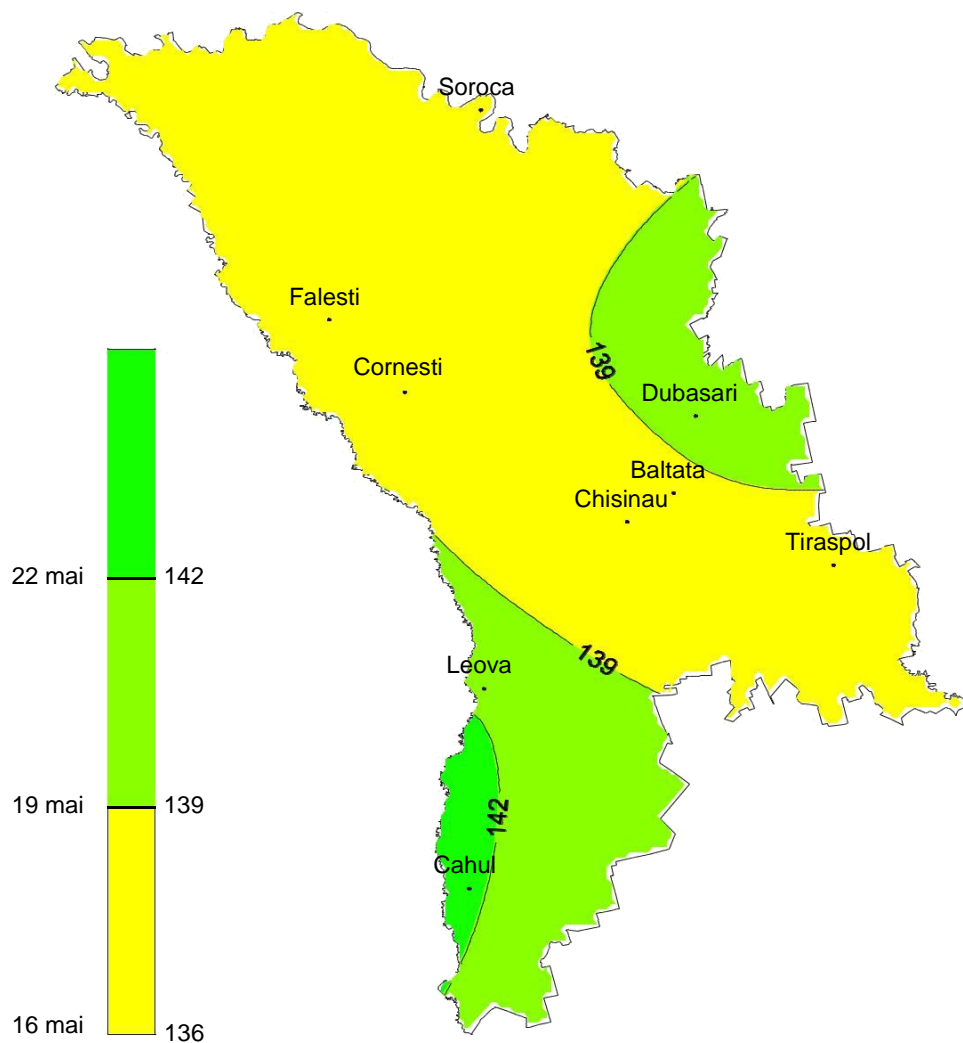 Soroca
Falesti
Cornesti
139
Dubasari
Baltata
Chisinau
Tiraspol
22 mai 142
139
Leova
19 mai 139
142
Cahul
16 mai 136